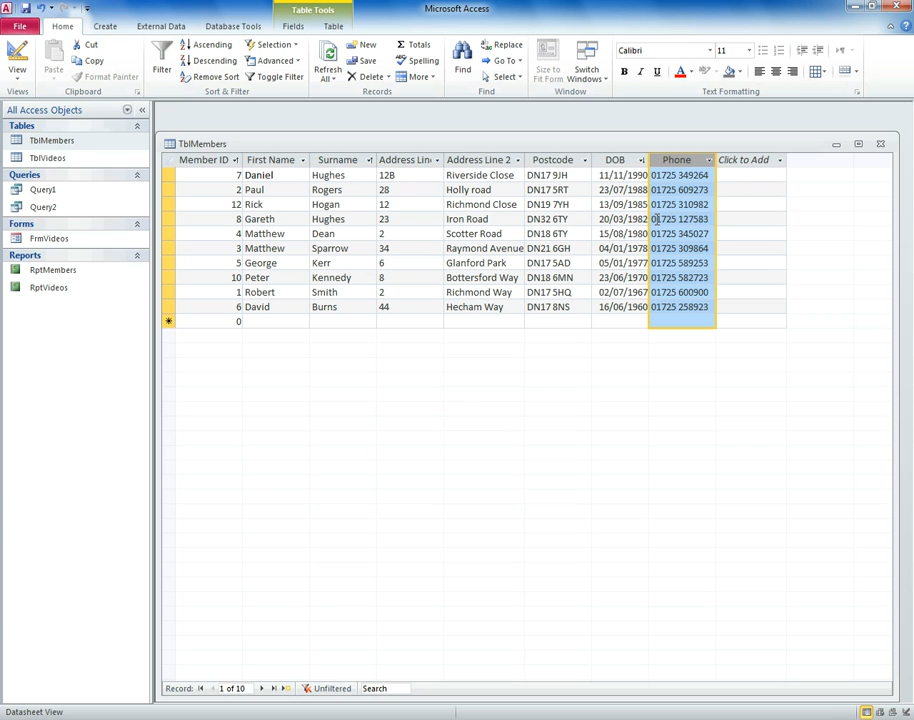 Table Tools
Microsoft Access
File Home Create External Data Database Tools Fields Table
View
Views
Paste
Cut
Copy
Format Painter
Clipboard
Filter
Ascending
Descending
Remove Sort
Selection
Advanced
Toggle Filter
Sort & Filter
Refresh All
New
Save
Delete
Totals
Spelling
More
Records
Find
Replace
Go To
Select
Find
Size to Fit Form
Switch Windows
Window
Calibri 11
B I U A
Text Formatting
All Access Objects
Tables
TblMembers
TblVideos
Queries
Query1
Query2
Forms
FrmVideos
Reports
RptMembers
RptVideos
TblMembers
Member ID First Name Surname Address Line Address Line 2 Postcode DOB Phone Click to Add
7 Daniel Hughes 12B Riverside Close DN17 9JH 11/11/1990 01725 349264
2 Paul Rogers 28 Holly road DN17 5RT 23/07/1988 01725 609273
12 Rick Hogan 12 Richmond Close DN19 7YH 13/09/1985 01725 310982
8 Gareth Hughes 23 Iron Road DN32 6TY 20/03/1982 01725 127583
4 Matthew Dean 2 Scotter Road DN18 6TY 15/08/1980 01725 345027
3 Matthew Sparrow 34 Raymond Avenue DN21 6GH 04/01/1978 01725 309864
5 George Kerr 6 Glanford Park DN17 5AD 05/01/1977 01725 589253
10 Peter Kennedy 8 Bottersford Way DN18 6MN 23/06/1970 01725 582723
1 Robert Smith 2 Richmond Way DN17 5HQ 02/07/1967 01725 600900
6 David Burns 44 Hecham Way DN17 8NS 16/06/1960 01725 258923
0
Record: 1 of 10 Unfiltered Search
Datasheet View